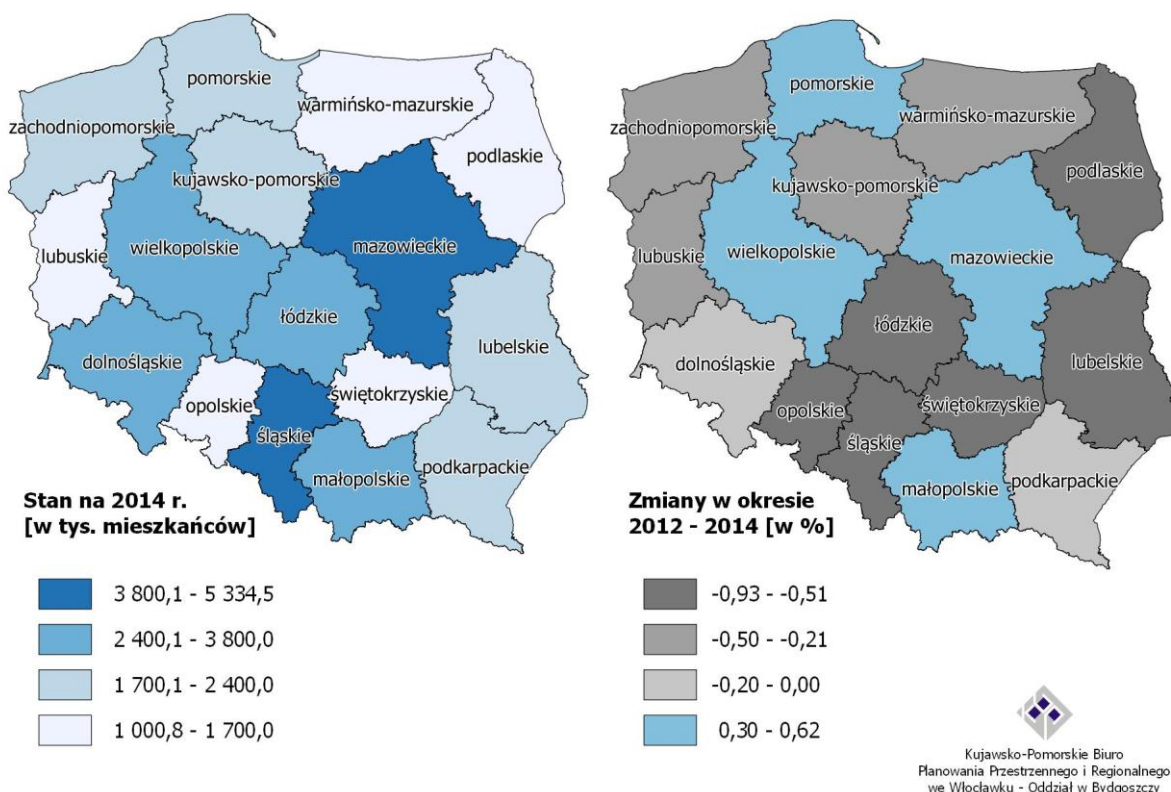 pomorskie
warmińsko-mazurskie
zachodniopomorskie
podlaskie
kujawsko-pomorskie
mazowieckie
wielkopolskie
lubuskie
łódzkie
lubelskie
dolnośląskie
opolskie
świętokrzyskie
śląskie
małopolskie
podkarpackie
Stan na 2014 r.
[w tys. mieszkańców]
3 800,1 - 5 334,5
2 400,1 - 3 800,0
1 700,1 - 2 400,0
1 000,8 - 1 700,0
pomorskie
warmińsko-mazurskie
zachodniopomorskie
podlaskie
kujawsko-pomorskie
wielkopolskie
mazowieckie
lubuskie
łódzkie
dolnośląskie
lubelskie
opolskie
świętokrzyskie
śląskie
małopolskie
podkarpackie
Zmiany w okresie
2012 - 2014 [w %]
-0,93 - -0,51
-0,50 - -0,21
-0,20 - 0,00
0,30 - 0,62
Kujawsko-Pomorskie Biuro
Planowania Przestrzennego i Regionalnego
we Włocławku - Oddział w Bydgoszczy